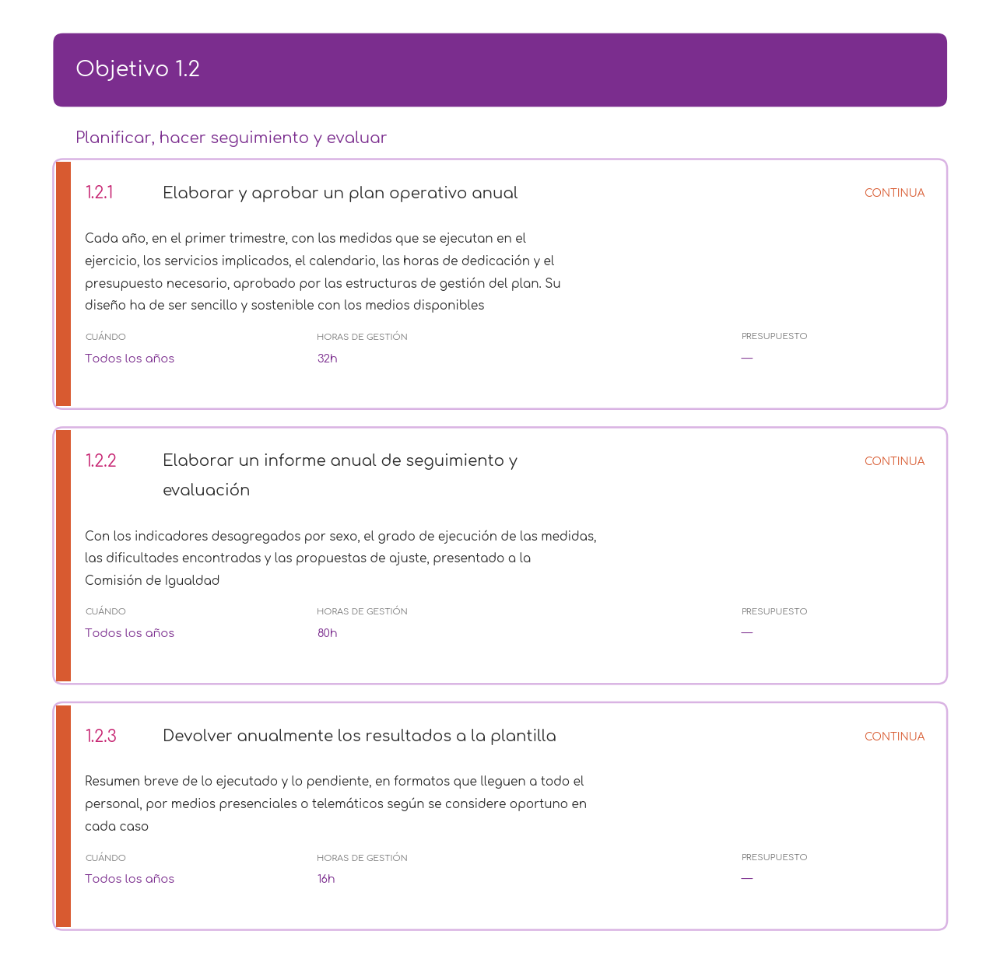 Objetivo 1.2
Planificar, hacer seguimiento y evaluar
1.2.1 Elaborar y aprobar un plan operativo anual CONTINUA
Cada año, en el primer trimestre, con las medidas que se ejecutan en el
ejercicio, los servicios implicados, el calendario, las horas de dedicación y el
presupuesto necesario, aprobado por las estructuras de gestión del plan. Su
diseño ha de ser sencillo y sostenible con los medios disponibles
CUÁNDO HORAS DE GESTIÓN PRESUPUESTO
Todos los años 32h —
1.2.2 Elaborar un informe anual de seguimiento y CONTINUA
evaluación
Con los indicadores desagregados por sexo, el grado de ejecución de las medidas,
las dificultades encontradas y las propuestas de ajuste, presentado a la
Comisión de Igualdad
CUÁNDO HORAS DE GESTIÓN PRESUPUESTO
Todos los años 80h —
1.2.3 Devolver anualmente los resultados a la plantilla CONTINUA
Resumen breve de lo ejecutado y lo pendiente, en formatos que lleguen a todo el
personal, por medios presenciales o telemáticos según se considere oportuno en
cada caso
CUÁNDO HORAS DE GESTIÓN PRESUPUESTO
Todos los años 16h —